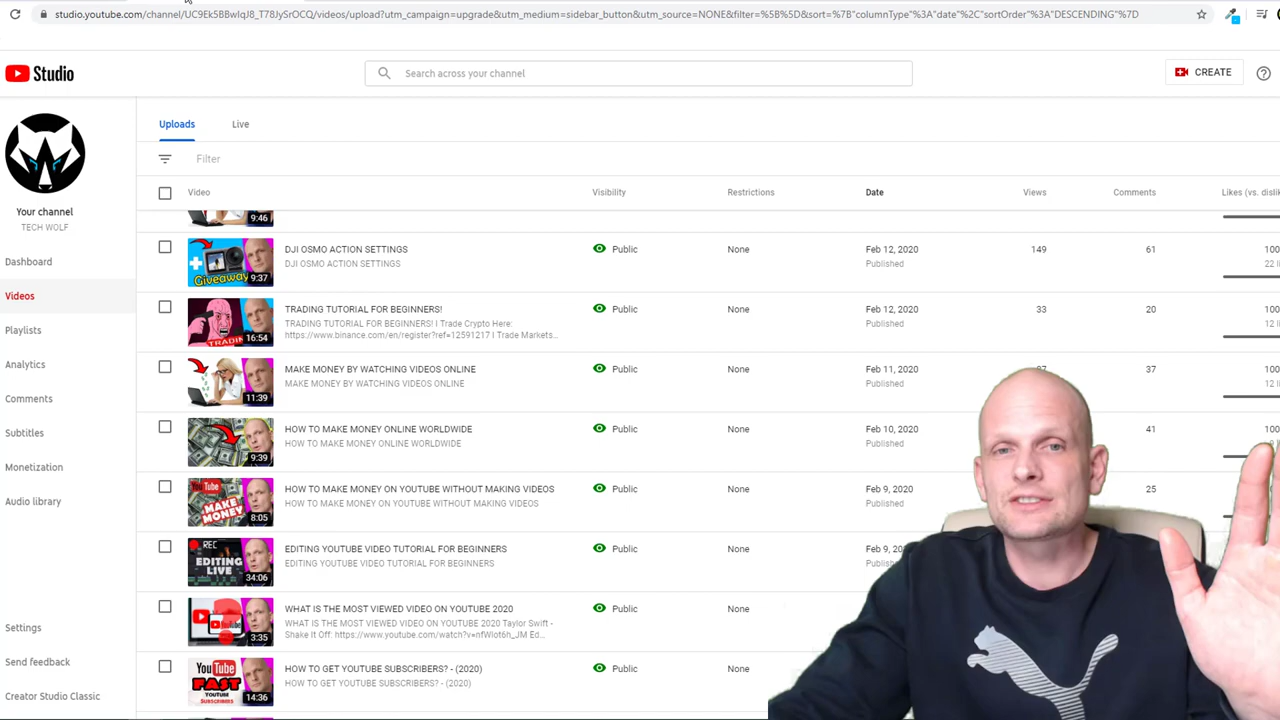 studio.youtube.com/channel/UC9Ek5BBwIqJ8_T78JySrOCQ/videos/upload?utm_campaign=upgrade&utm_medium=sidebar_button&utm_source=NONE&filter=%5B%5D&sort=%7B"columnType"%3A"date"%2C"sortOrder"%3A"DESCENDING"%7D
Studio
Search across your channel
CREATE
Your channel
TECH WOLF
Dashboard
Videos
Playlists
Analytics
Comments
Subtitles
Monetization
Audio library
Settings
Send feedback
Creator Studio Classic
Uploads Live
Filter
Video Visibility Restrictions Date Views Comments Likes (vs. dislik
9:46
DJI OSMO ACTION SETTINGS Public None Feb 12, 2020 149 61 100
DJI OSMO ACTION SETTINGS Published 22 li
Giveaway
9:37
TRADING TUTORIAL FOR BEGINNERS! Public None Feb 12, 2020 33 20 100
TRADING TUTORIAL FOR BEGINNERS! I Trade Crypto Here: Published 12 li
https://www.binance.com/en/register?ref=12591217 I Trade Markets...
TRADIN
16:54
MAKE MONEY BY WATCHING VIDEOS ONLINE Public None Feb 11, 2020 37 100
MAKE MONEY BY WATCHING VIDEOS ONLINE Published 12 li
11:39
HOW TO MAKE MONEY ONLINE WORLDWIDE Public None Feb 10, 2020 41 100
HOW TO MAKE MONEY ONLINE WORLDWIDE Published
9:39
HOW TO MAKE MONEY ON YOUTUBE WITHOUT MAKING VIDEOS Public None Feb 9, 2020 25
HOW TO MAKE MONEY ON YOUTUBE WITHOUT MAKING VIDEOS Published
YouTube
MAKE
MONEY
8:05
EDITING YOUTUBE VIDEO TUTORIAL FOR BEGINNERS Public None Feb 9,
EDITING YOUTUBE VIDEO TUTORIAL FOR BEGINNERS
REC
EDITING
LIVE
34:06
WHAT IS THE MOST VIEWED VIDEO ON YOUTUBE 2020 Public None
WHAT IS THE MOST VIEWED VIDEO ON YOUTUBE 2020 Taylor Swift -
Shake It Off: https://www.youtube.com/watch?v=nfWlot6h_JM Ed...
3:35
HOW TO GET YOUTUBE SUBSCRIBERS? - (2020) Public None
HOW TO GET YOUTUBE SUBSCRIBERS? - (2020)
YouTube
FAST
YOUTUBE
SUBSCRIBERS
14:36